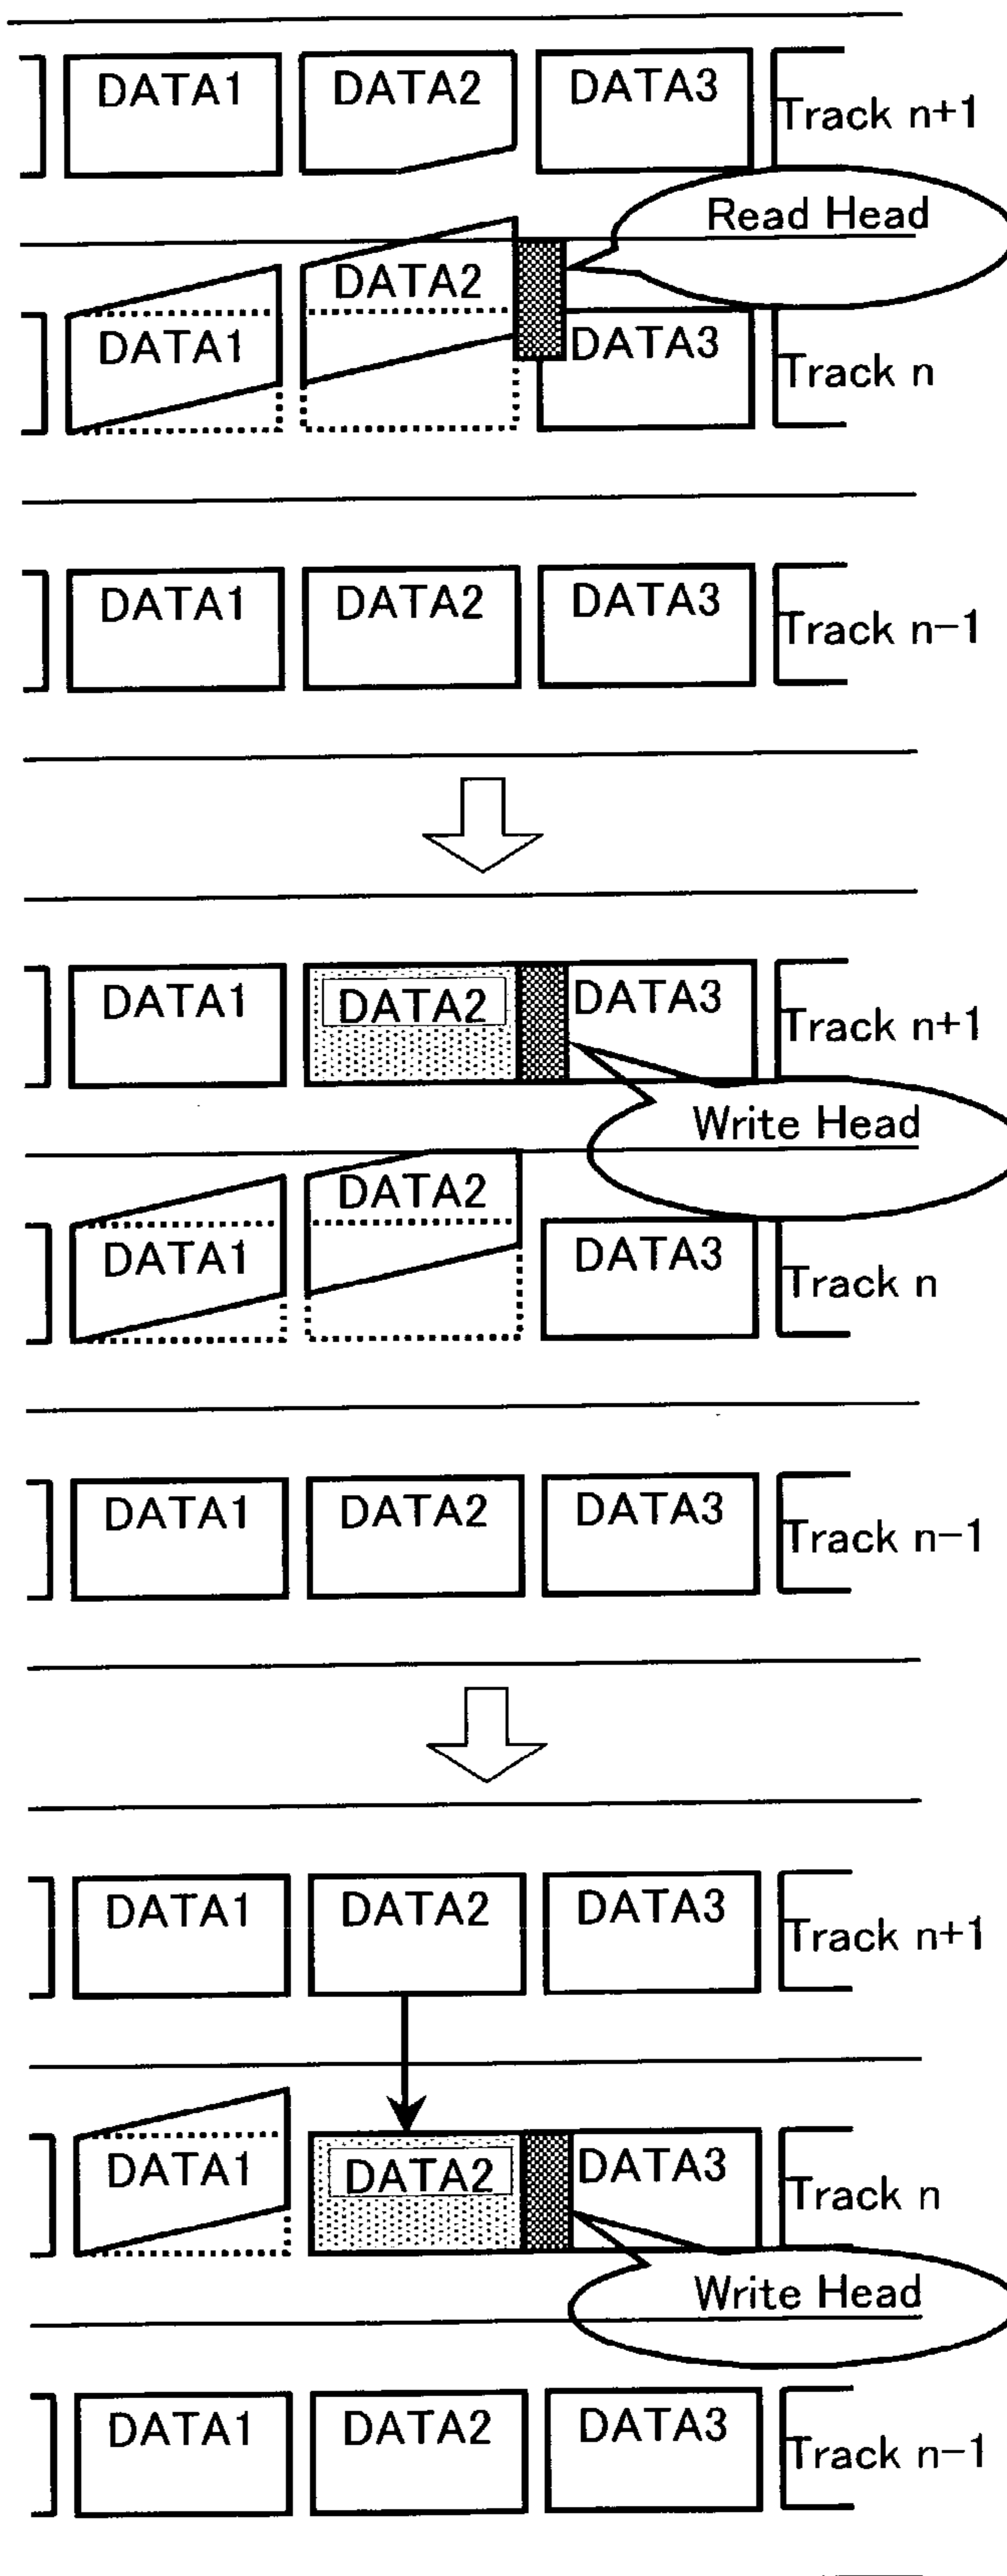 DATA1 DATA2 DATA3 Track n+1
Read Head
DATA2
DATA1 DATA3 Track n
DATA1 DATA2 DATA3 Track n-1
DATA1 DATA2 DATA3 Track n+1
Write Head
DATA2
DATA1 DATA3 Track n
DATA1 DATA2 DATA3 Track n-1
DATA1 DATA2 DATA3 Track n+1
DATA1 DATA2 DATA3 Track n
Write Head
DATA1 DATA2 DATA3 Track n-1